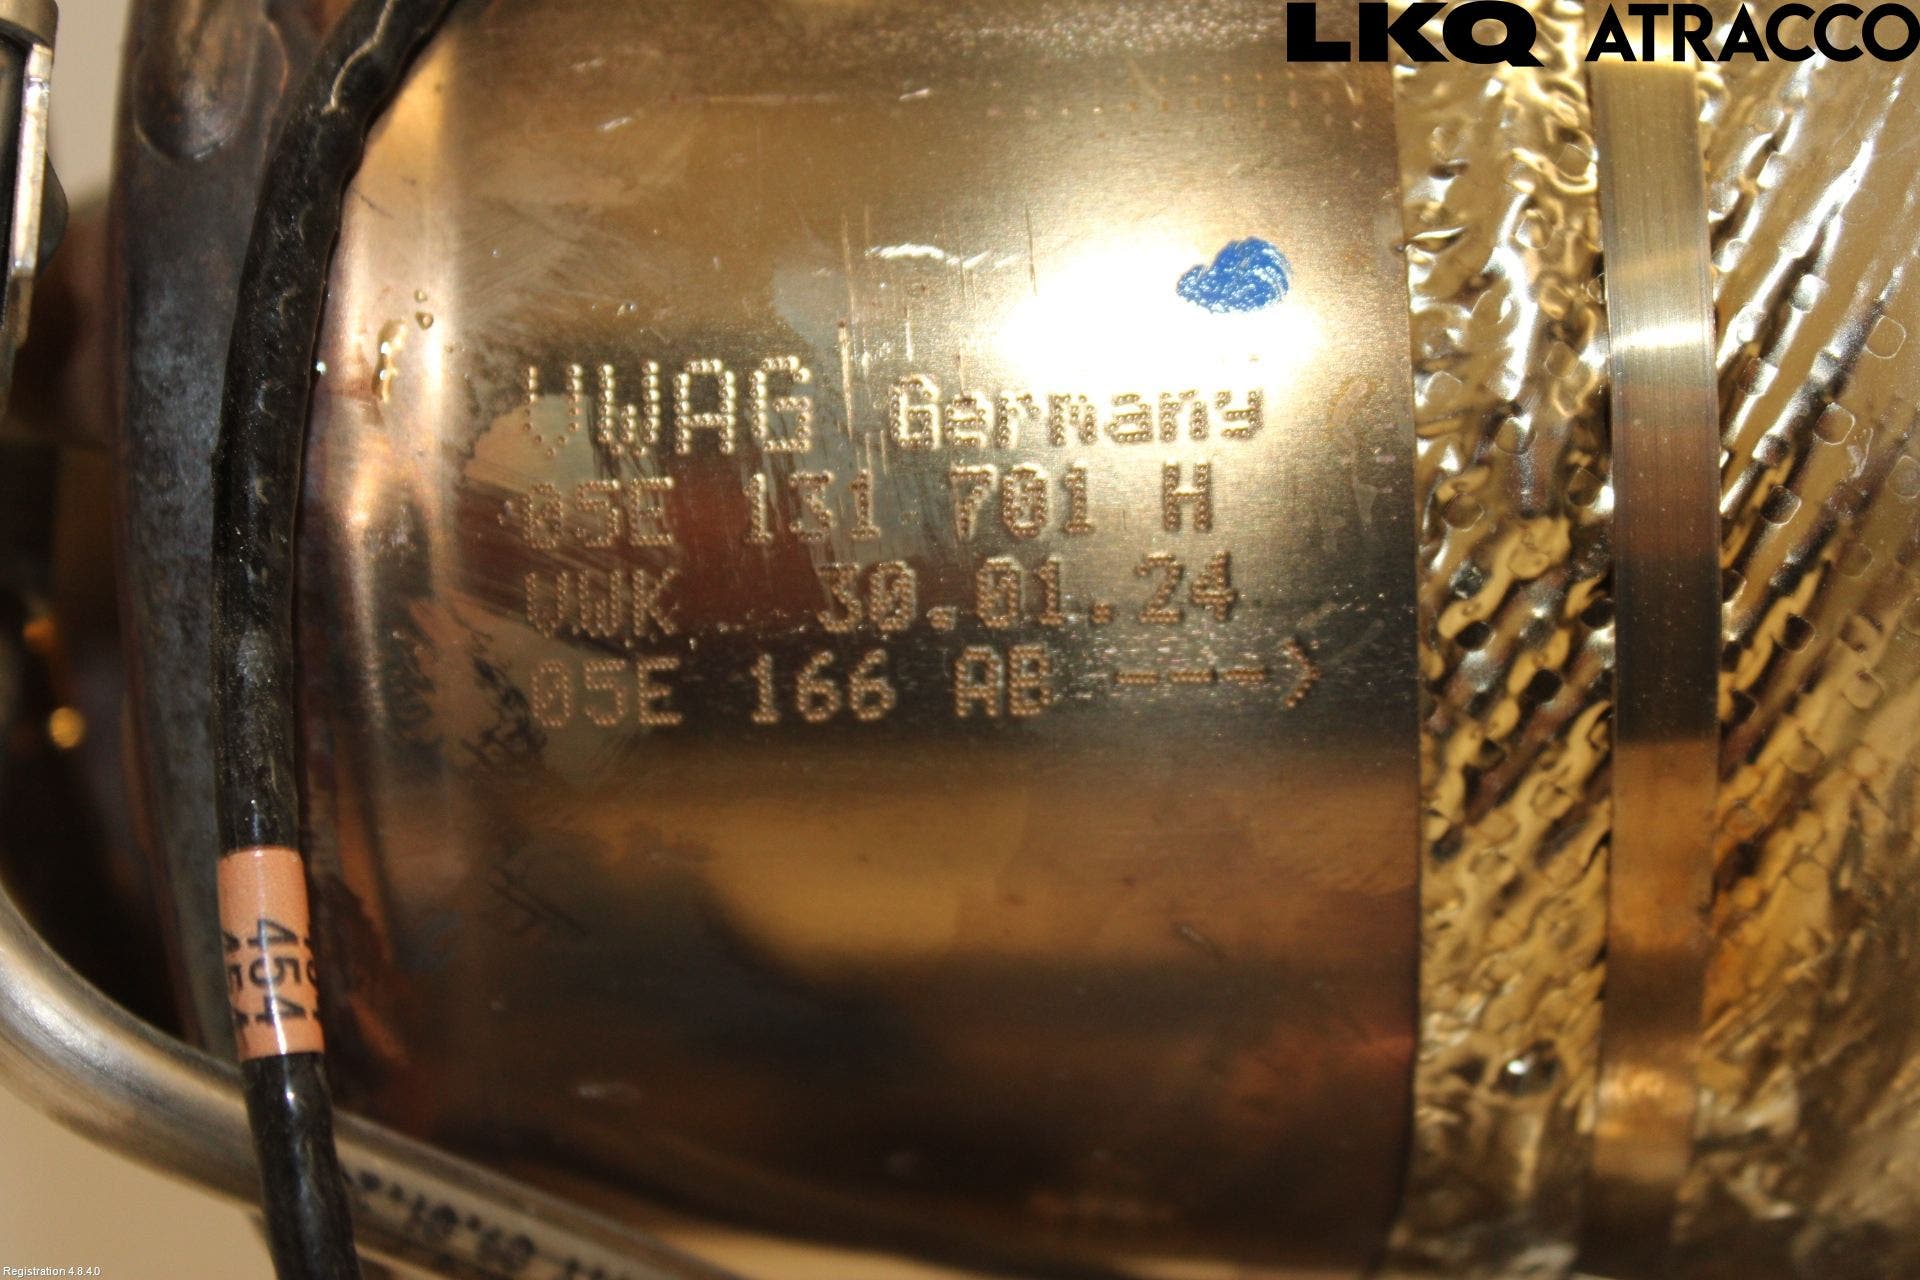 LKQ ATRACCO
VWAG Germany
05E 131 701 H
VWK 30.01.24
05E 166 AB --->
454
Registration 4.8.4.0